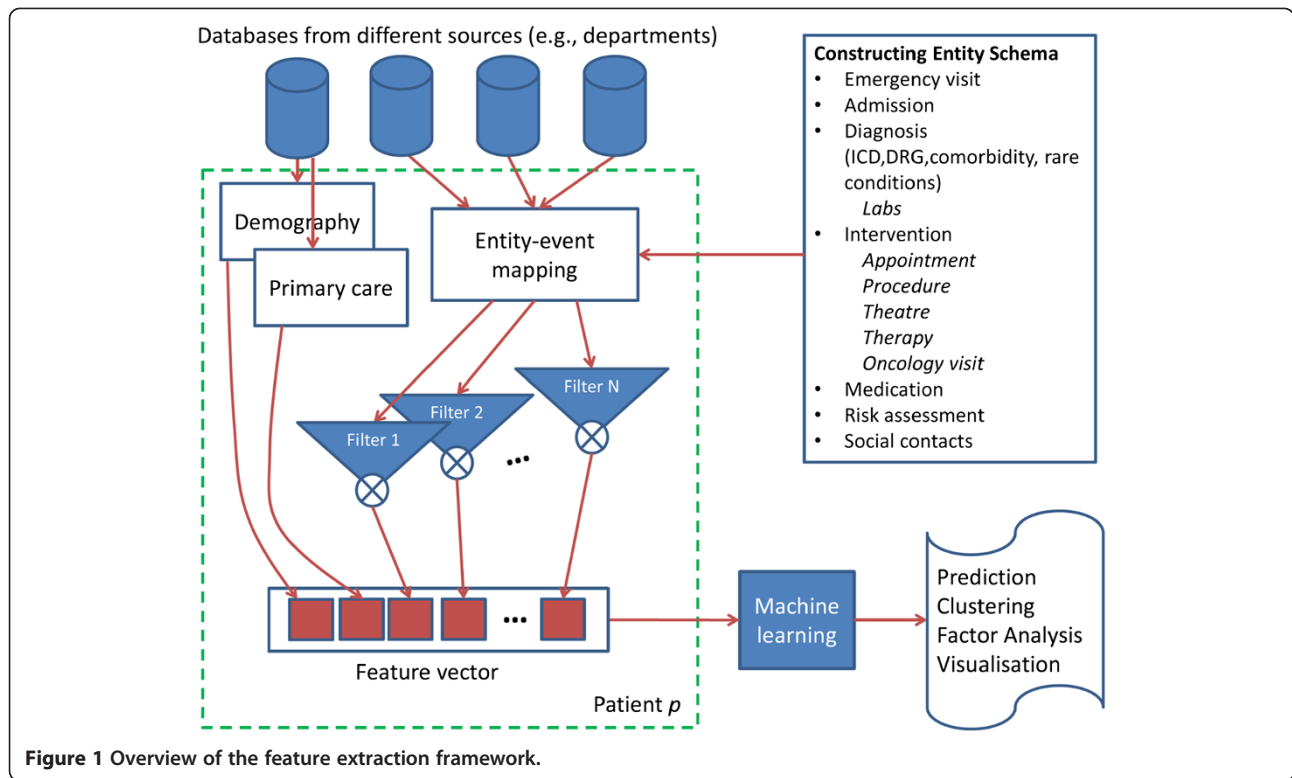 Databases from different sources (e.g., departments)
Constructing Entity Schema
• Emergency visit
• Admission
• Diagnosis
(ICD,DRG,comorbidity, rare
conditions)
Labs
• Intervention
Appointment
Procedure
Theatre
Therapy
Oncology visit
• Medication
• Risk assessment
• Social contacts
Demography
Primary care
Entity-event
mapping
Filter 1
Filter 2
...
Filter N
...
Feature vector
Patient p
Machine
learning
Prediction
Clustering
Factor Analysis
Visualisation
Figure 1 Overview of the feature extraction framework.